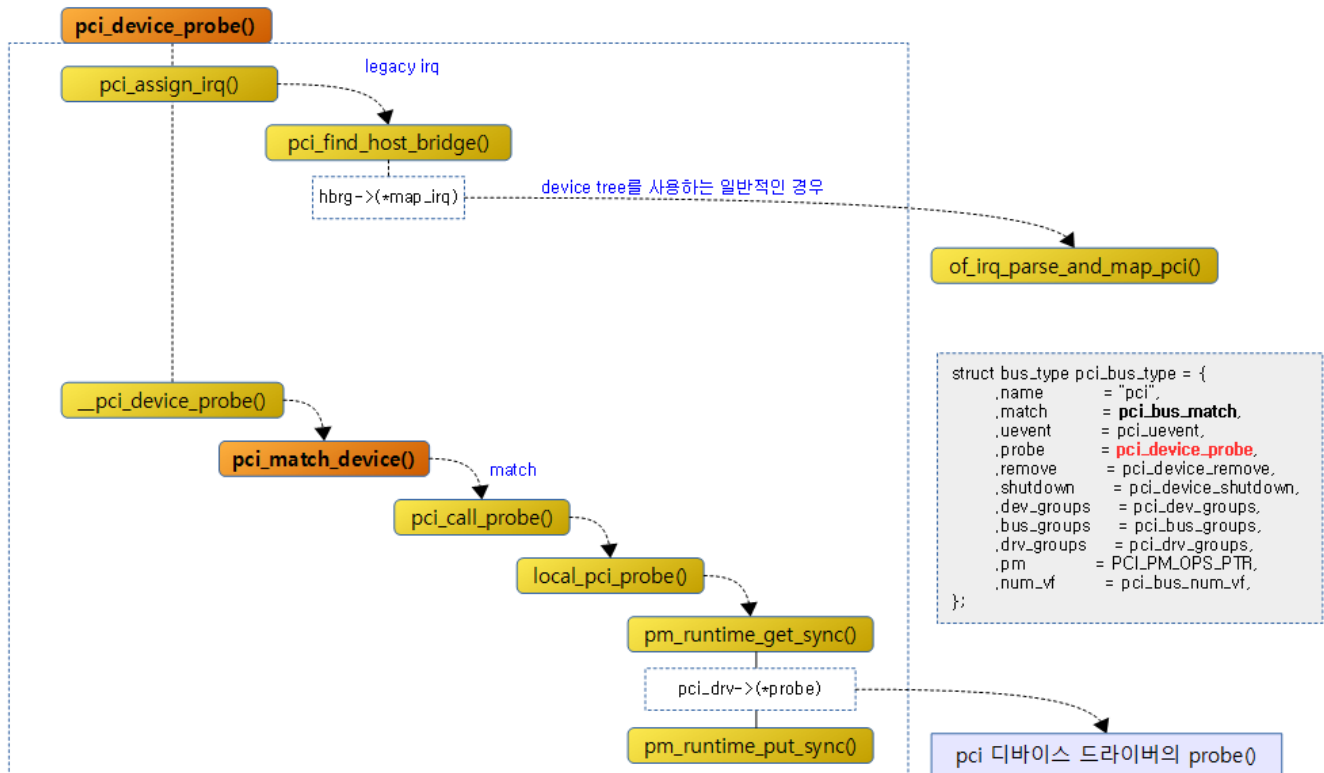 pci_device_probe()
pci_assign_irq()
legacy irq
pci_find_host_bridge()
hbrg->(*map_irq)
device tree를 사용하는 일반적인 경우
of_irq_parse_and_map_pci()
__pci_device_probe()
pci_match_device()
match
pci_call_probe()
local_pci_probe()
pm_runtime_get_sync()
pci_drv->(*probe)
pm_runtime_put_sync()
struct bus_type pci_bus_type = {
.name = "pci",
.match = pci_bus_match,
.uevent = pci_uevent,
.probe = pci_device_probe,
.remove = pci_device_remove,
.shutdown = pci_device_shutdown,
.dev_groups = pci_dev_groups,
.bus_groups = pci_bus_groups,
.drv_groups = pci_drv_groups,
.pm = PCI_PM_OPS_PTR,
.num_vf = pci_bus_num_vf,
};
pci 디바이스 드라이버의 probe()